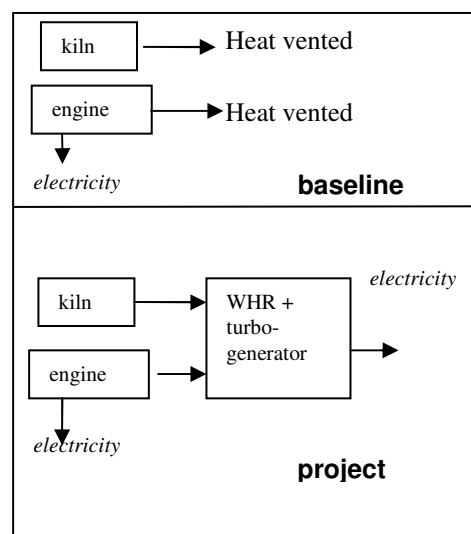 kiln
Heat vented
engine
Heat vented
electricity
baseline
electricity
kiln
WHR +
turbo-
generator
engine
electricity
project